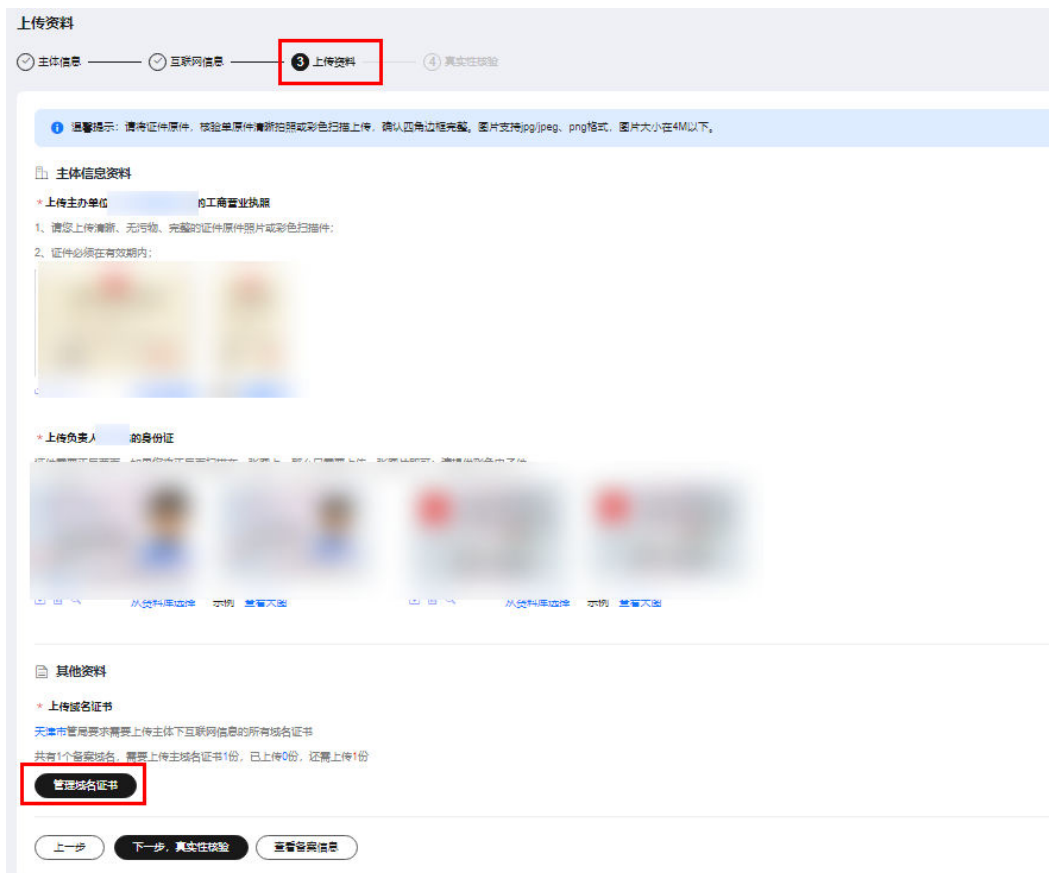 上传资料
主体信息 互联网信息 3 上传资料 4 真实性核验
温馨提示：请将证件原件，核验单原件清晰拍照或彩色扫描上传，确认四角边框完整。图片支持jpg/jpeg、png格式，图片大小在4M以下。
主体信息资料
* 上传主办单位 的工商营业执照
1、请您上传清晰、无污物、完整的证件原件照片或彩色扫描件；
2、证件必须在有效期内；
* 上传负责人 的身份证
从资料库选择 示例 查看大图 从资料库选择 示例 查看大图
其他资料
* 上传域名证书
天津市管局要求需要上传主体下互联网信息的所有域名证书
共有1个备案域名，需要上传主域名证书1份，已上传0份，还需上传1份
管理域名证书
上一步 下一步，真实性核验 查看备案信息